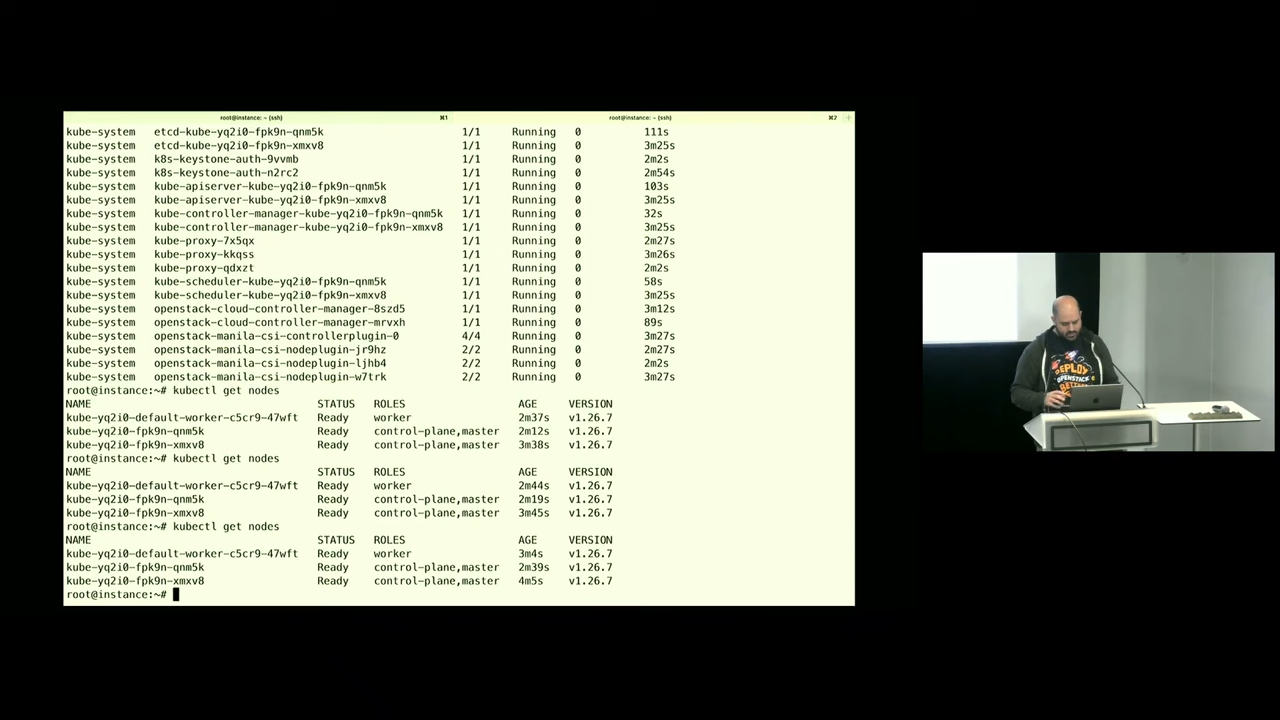 root@instance: ~ (ssh) ⌘1 root@instance: ~ (ssh) ⌘2 +
kube-system etcd-kube-yq2i0-fpk9n-qnm5k 1/1 Running 0 111s
kube-system etcd-kube-yq2i0-fpk9n-xmxv8 1/1 Running 0 3m25s
kube-system k8s-keystone-auth-9vvmb 1/1 Running 0 2m2s
kube-system k8s-keystone-auth-n2rc2 1/1 Running 0 2m54s
kube-system kube-apiserver-kube-yq2i0-fpk9n-qnm5k 1/1 Running 0 103s
kube-system kube-apiserver-kube-yq2i0-fpk9n-xmxv8 1/1 Running 0 3m25s
kube-system kube-controller-manager-kube-yq2i0-fpk9n-qnm5k 1/1 Running 0 32s
kube-system kube-controller-manager-kube-yq2i0-fpk9n-xmxv8 1/1 Running 0 3m25s
kube-system kube-proxy-7x5qx 1/1 Running 0 2m27s
kube-system kube-proxy-kkqss 1/1 Running 0 3m26s
kube-system kube-proxy-qdxzt 1/1 Running 0 2m2s
kube-system kube-scheduler-kube-yq2i0-fpk9n-qnm5k 1/1 Running 0 58s
kube-system kube-scheduler-kube-yq2i0-fpk9n-xmxv8 1/1 Running 0 3m25s
kube-system openstack-cloud-controller-manager-8szd5 1/1 Running 0 3m12s
kube-system openstack-cloud-controller-manager-mrvxh 1/1 Running 0 89s
kube-system openstack-manila-csi-controllerplugin-0 4/4 Running 0 3m27s
kube-system openstack-manila-csi-nodeplugin-jr9hz 2/2 Running 0 2m27s
kube-system openstack-manila-csi-nodeplugin-ljhb4 2/2 Running 0 2m2s
kube-system openstack-manila-csi-nodeplugin-w7trk 2/2 Running 0 3m27s
root@instance:~# kubectl get nodes
NAME STATUS ROLES AGE VERSION
kube-yq2i0-default-worker-c5cr9-47wft Ready worker 2m37s v1.26.7
kube-yq2i0-fpk9n-qnm5k Ready control-plane,master 2m12s v1.26.7
kube-yq2i0-fpk9n-xmxv8 Ready control-plane,master 3m38s v1.26.7
root@instance:~# kubectl get nodes
NAME STATUS ROLES AGE VERSION
kube-yq2i0-default-worker-c5cr9-47wft Ready worker 2m44s v1.26.7
kube-yq2i0-fpk9n-qnm5k Ready control-plane,master 2m19s v1.26.7
kube-yq2i0-fpk9n-xmxv8 Ready control-plane,master 3m45s v1.26.7
root@instance:~# kubectl get nodes
NAME STATUS ROLES AGE VERSION
kube-yq2i0-default-worker-c5cr9-47wft Ready worker 3m4s v1.26.7
kube-yq2i0-fpk9n-qnm5k Ready control-plane,master 2m39s v1.26.7
kube-yq2i0-fpk9n-xmxv8 Ready control-plane,master 4m5s v1.26.7
root@instance:~#
DEPLOY
OPENSTACK
BETTER